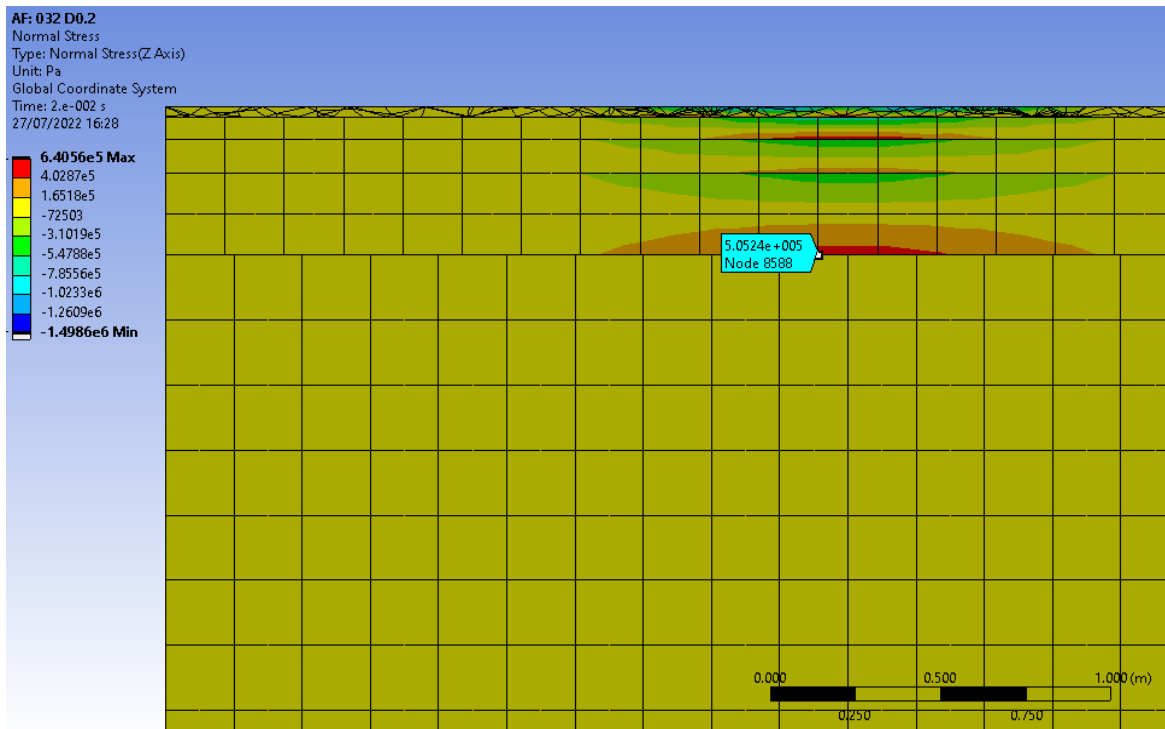 AF: 032 D0.2
Normal Stress
Type: Normal Stress(Z Axis)
Unit: Pa
Global Coordinate System
Time: 2.e-002 s
27/07/2022 16:28
6.4056e5 Max
4.0287e5
1.6518e5
-72503
-3.1019e5
-5.4788e5
-7.8556e5
-1.0233e6
-1.2609e6
-1.4986e6 Min
5.0524e+005
Node 8588
0.000 0.500 1.000 (m)
0.250 0.750